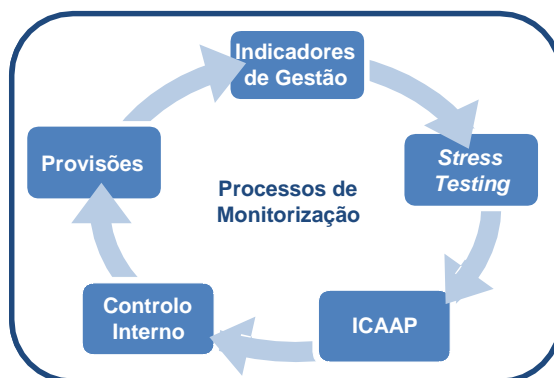 Indicadores
de Gestão
Stress
Testing
ICAAP
Controlo
Interno
Provisões
Processos de
Monitorização